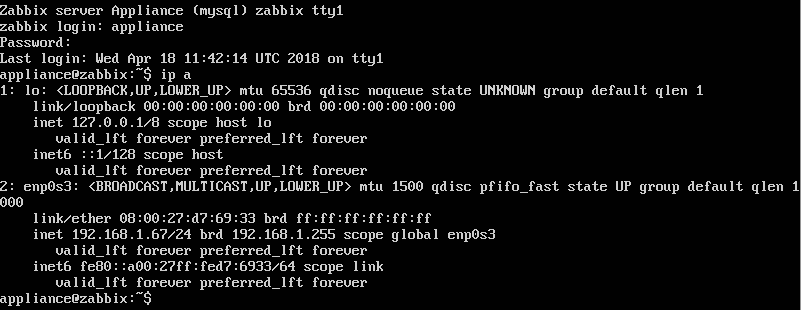 Zabbix server Appliance (mysql) zabbix tty1
zabbix login: appliance
Password:
Last login: Wed Apr 18 11:42:14 UTC 2018 on tty1
appliance@zabbix:~$ ip a
1: lo: <LOOPBACK,UP,LOWER_UP> mtu 65536 qdisc noqueue state UNKNOWN group default qlen 1
    link/loopback 00:00:00:00:00:00 brd 00:00:00:00:00:00
    inet 127.0.0.1/8 scope host lo
       valid_lft forever preferred_lft forever
    inet6 ::1/128 scope host
       valid_lft forever preferred_lft forever
2: enp0s3: <BROADCAST,MULTICAST,UP,LOWER_UP> mtu 1500 qdisc pfifo_fast state UP group default qlen 1
000
    link/ether 08:00:27:d7:69:33 brd ff:ff:ff:ff:ff:ff
    inet 192.168.1.67/24 brd 192.168.1.255 scope global enp0s3
       valid_lft forever preferred_lft forever
    inet6 fe80::a00:27ff:fed7:6933/64 scope link
       valid_lft forever preferred_lft forever
appliance@zabbix:~$